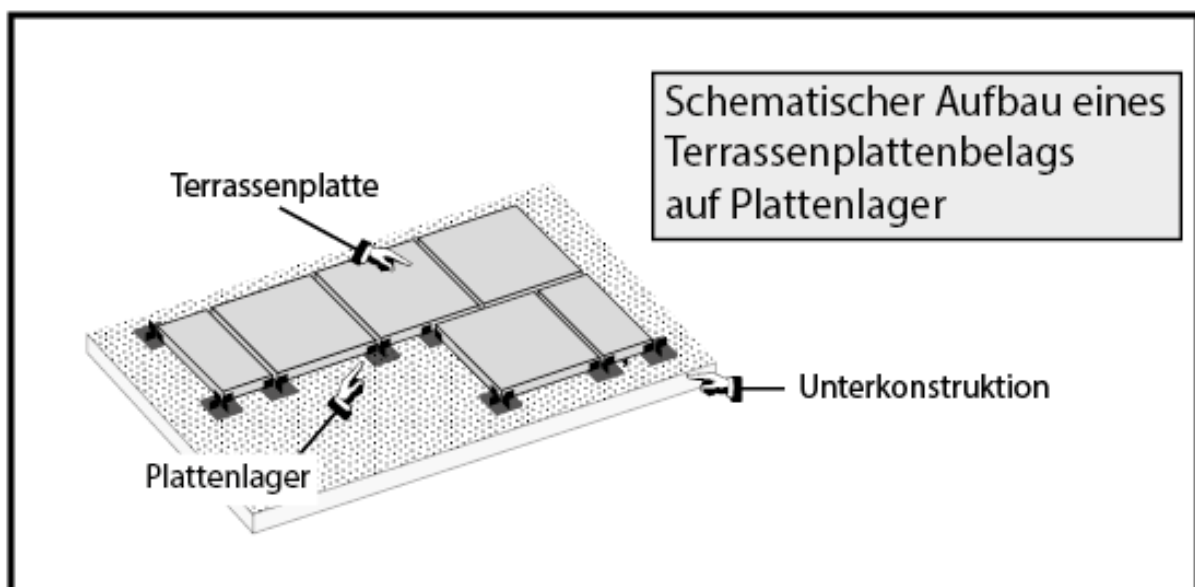 Schematischer Aufbau eines
Terrassenplattenbelags
auf Plattenlager
Terrassenplatte
Unterkonstruktion
Plattenlager